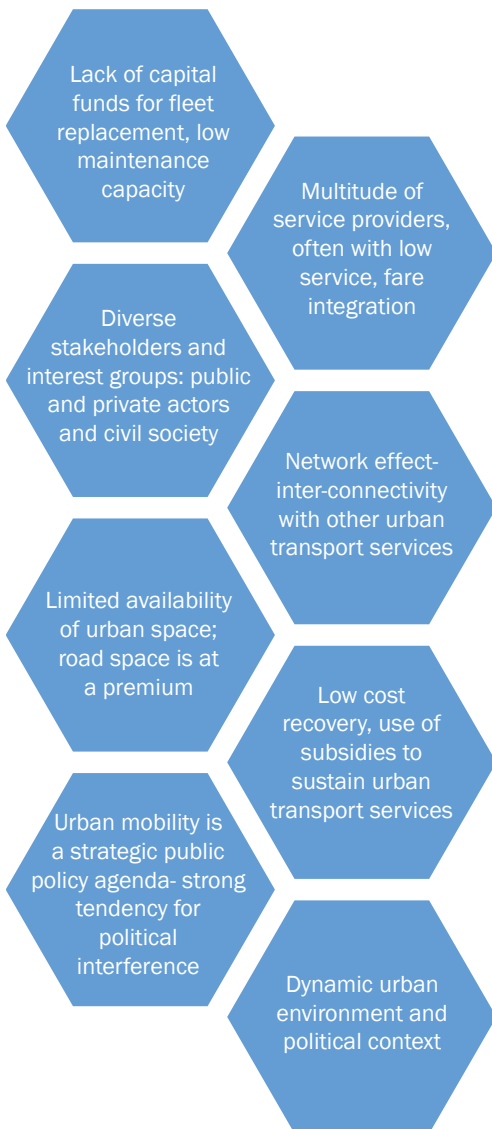 Lack of capital
funds for fleet
replacement, low
maintenance
capacity
Multitude of
service providers,
often with low
service, fare
integration
Diverse
stakeholders and
interest groups: public
and private actors
and civil society
Network effect-
inter-connectivity
with other urban
transport services
Limited availability
of urban space;
road space is at
a premium
Low cost
recovery, use of
subsidies to
sustain urban
transport services
Urban mobility is
a strategic public
policy agenda- strong
tendency for
political
interference
Dynamic urban
environment and
political context